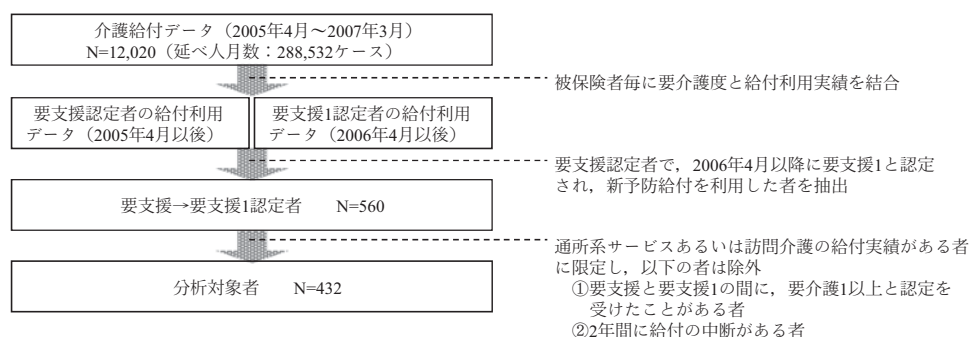 介護給付データ（2005年4月～2007年3月）
N=12,020（延べ人月数：288,532ケース）
被保険者毎に要介護度と給付利用実績を結合
要支援認定者の給付利用
データ（2005年4月以後）
要支援1認定者の給付利用
データ（2006年4月以後）
要支援認定者で，2006年4月以降に要支援1と認定
され，新予防給付を利用した者を抽出
要支援→要支援1認定者　N=560
通所系サービスあるいは訪問介護の給付実績がある者
に限定し，以下の者は除外
①要支援と要支援1の間に，要介護1以上と認定を
受けたことがある者
②2年間に給付の中断がある者
分析対象者　N=432